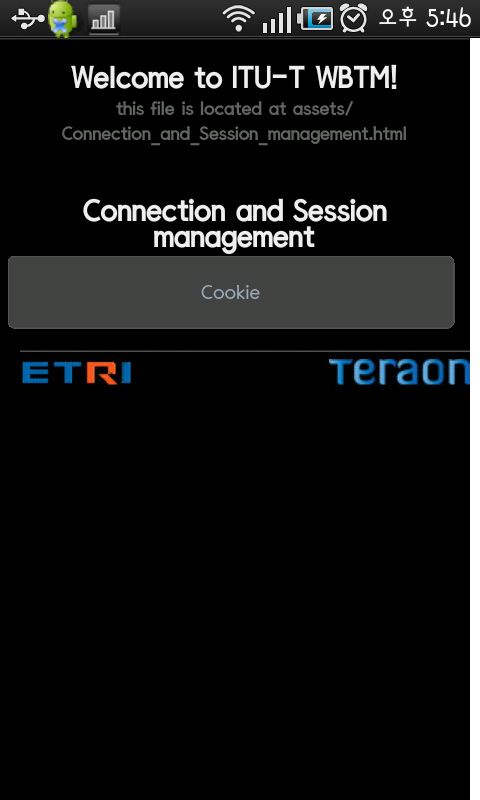 오후 5:46
Welcome to ITU-T WBTM!
this file is located at assets/
Connection_and_Session_management.html
Connection and Session
management
Cookie
ETRI Teraon